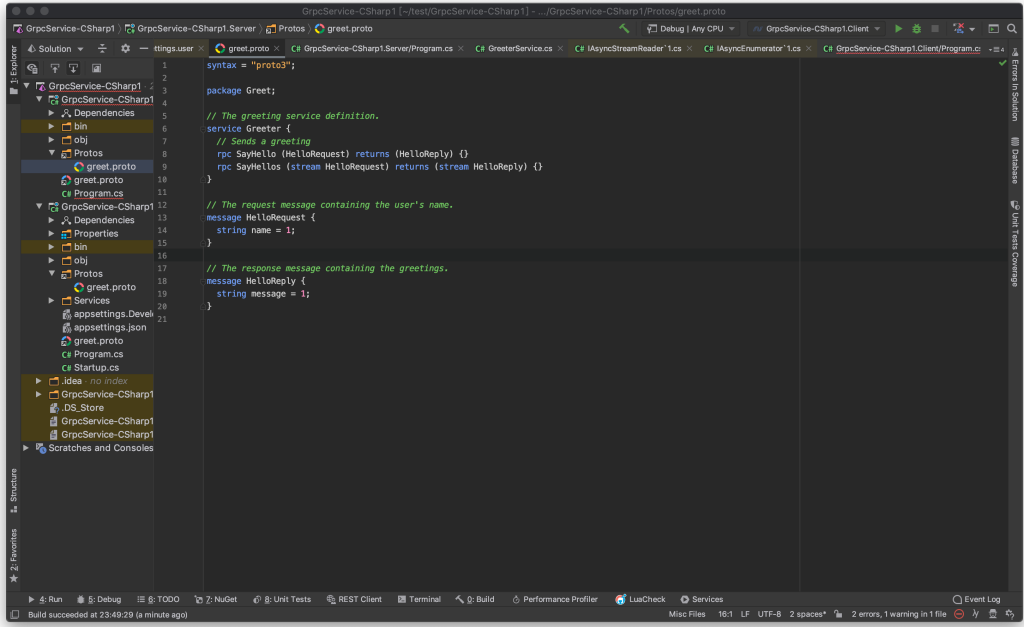 GrpcService-CSharp1 [~/test/GrpcService-CSharp1] - .../GrpcService-CSharp1/Protos/greet.proto
GrpcService-CSharp1 GrpcService-CSharp1.Server Protos greet.proto
Debug | Any CPU
GrpcService-CSharp1.Client
Solution
ttings.user
greet.proto
C# GrpcService-CSharp1.Server/Program.cs
C# GreeterService.cs
C# IAsyncStreamReader`1.cs
C# IAsyncEnumerator`1.cs
C# GrpcService-CSharp1.Client/Program.cs
4
1: Explorer
GrpcService-CSharp1 · 2
GrpcService-CSharp1
Dependencies
bin
obj
Protos
greet.proto
greet.proto
C# Program.cs
GrpcService-CSharp1
Dependencies
Properties
bin
obj
Protos
greet.proto
Services
appsettings.Devel
appsettings.json
greet.proto
C# Program.cs
C# Startup.cs
.idea · no index
GrpcService-CSharp1
.DS_Store
GrpcService-CSharp1
GrpcService-CSharp1
Scratches and Consoles
1 syntax = "proto3";
2
3 package Greet;
4
5 // The greeting service definition.
6 service Greeter {
7 // Sends a greeting
8 rpc SayHello (HelloRequest) returns (HelloReply) {}
9 rpc SayHellos (stream HelloRequest) returns (stream HelloReply) {}
10 }
11
12 // The request message containing the user's name.
13 message HelloRequest {
14 string name = 1;
15 }
16
17 // The response message containing the greetings.
18 message HelloReply {
19 string message = 1;
20 }
21
Errors In Solution
Database
Unit Tests Coverage
Structure
2: Favorites
4: Run 5: Debug 6: TODO 7: NuGet 8: Unit Tests REST Client Terminal 0: Build Performance Profiler LuaCheck Services Event Log
Build succeeded at 23:49:29 (a minute ago)
Misc Files 16:1 LF UTF-8 2 spaces* 2 errors, 1 warning in 1 file